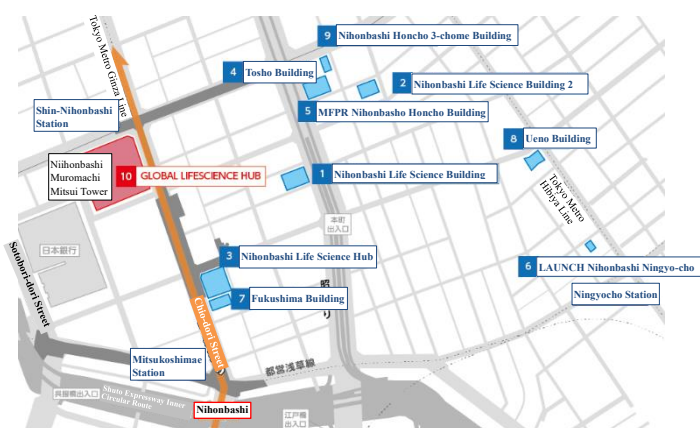 9 Nihonbashi Honcho 3-chome Building
Tokyo Metro Ginza Line
4 Tosho Building
2 Nihonbashi Life Science Building 2
Shin-Nihonbashi
Station
5 MFPR Nihonbasho Honcho Building
8 Ueno Building
Niihonbashi
Muromachi
Mitsui Tower
10 GLOBAL LIFESCIENCE HUB
1 Nihonbashi Life Science Building
Tokyo Metro
Hibiya Line
本町
出入口
日本銀行
Sotobori-dori Street
3 Nihonbashi Life Science Hub
6 LAUNCH Nihonbashi Ningyo-cho
7 Fukushima Building
Ningyocho Station
Chio-dori Street
昭
り
Mitsukoshimae
Station
都営浅草線
呉服橋出入口
Shuto Expressway Inner
Circular Route
Nihonbashi
江戸橋
出入口